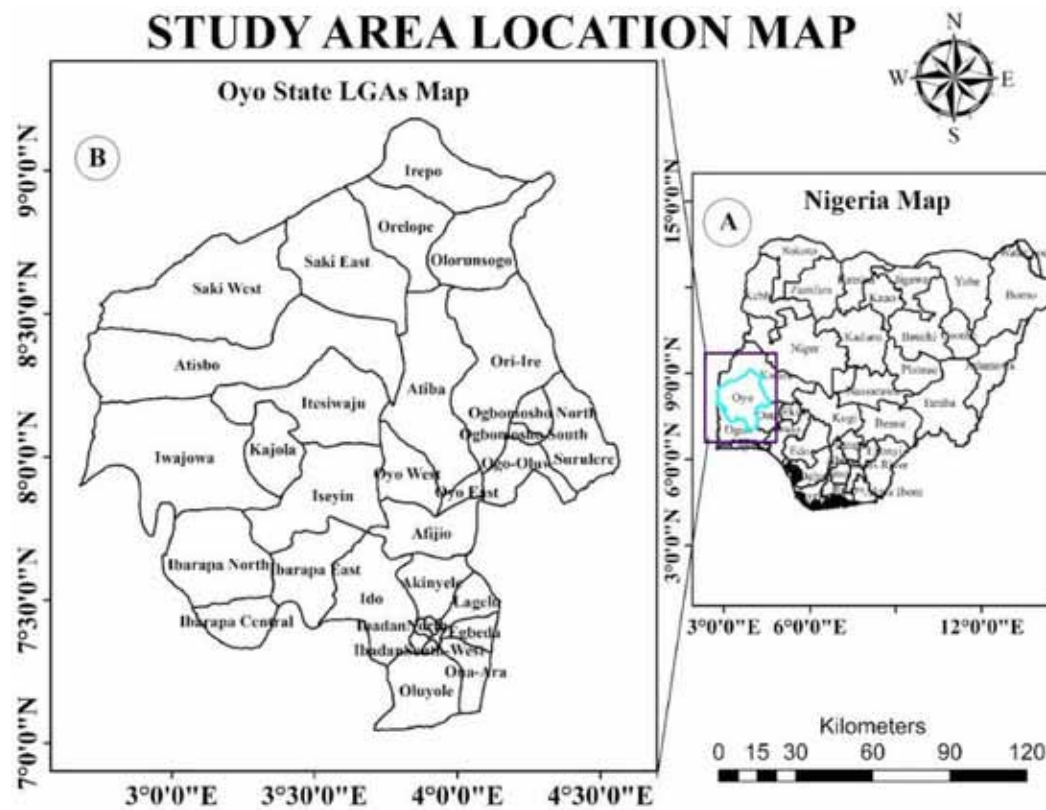 STUDY AREA LOCATION MAP
N
W E
S
Oyo State LGAs Map
B
Irepo
Orelope
Olorunsogo
Saki East
Saki West
Atisbo
Ori-Ire
Atiba
Itesiwaju
Ogbomosho North
Ogbomosho South
Kajola
Iwajowa
Oyo West
Ogo-Oluw
Surulere
Oyo East
Iseyin
Afijio
Ibarapa North
Ibarapa East
Akinyele
Ido
Lagelo
Ibarapa Central
Egbeda
Ona-Ara
Oluyole
9°0'0"N
8°30'0"N
8°0'0"N
7°30'0"N
7°0'0"N
3°0'0"E 3°30'0"E 4°0'0"E 4°30'0"E
Nigeria Map
A
Sokoto
Yobe
Borno
Kano
Kaduna
Bauchi
Niger
Oyo
Kogi
Benue
Edo
15°0'0"N
9°0'0"N
6°0'0"N
3°0'0"N
3°0'0"E 6°0'0"E 12°0'0"E
Kilometers
0 15 30 60 90 120